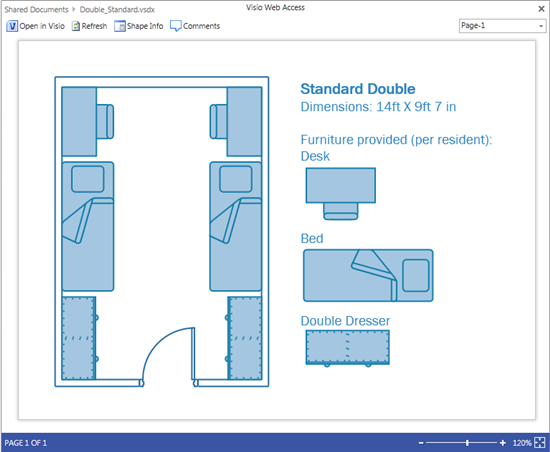 Shared Documents ▸ Double_Standard.vsdx
Visio Web Access
Open in Visio Refresh Shape Info Comments
Page-1
Standard Double
Dimensions: 14ft X 9ft 7 in
Furniture provided (per resident):
Desk
Bed
Double Dresser
PAGE 1 OF 1
120%